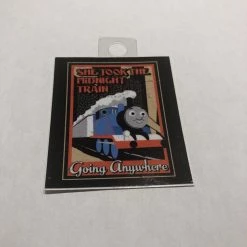 SHE TOOK THE
MIDNIGHT
TRAIN
Going Anywhere